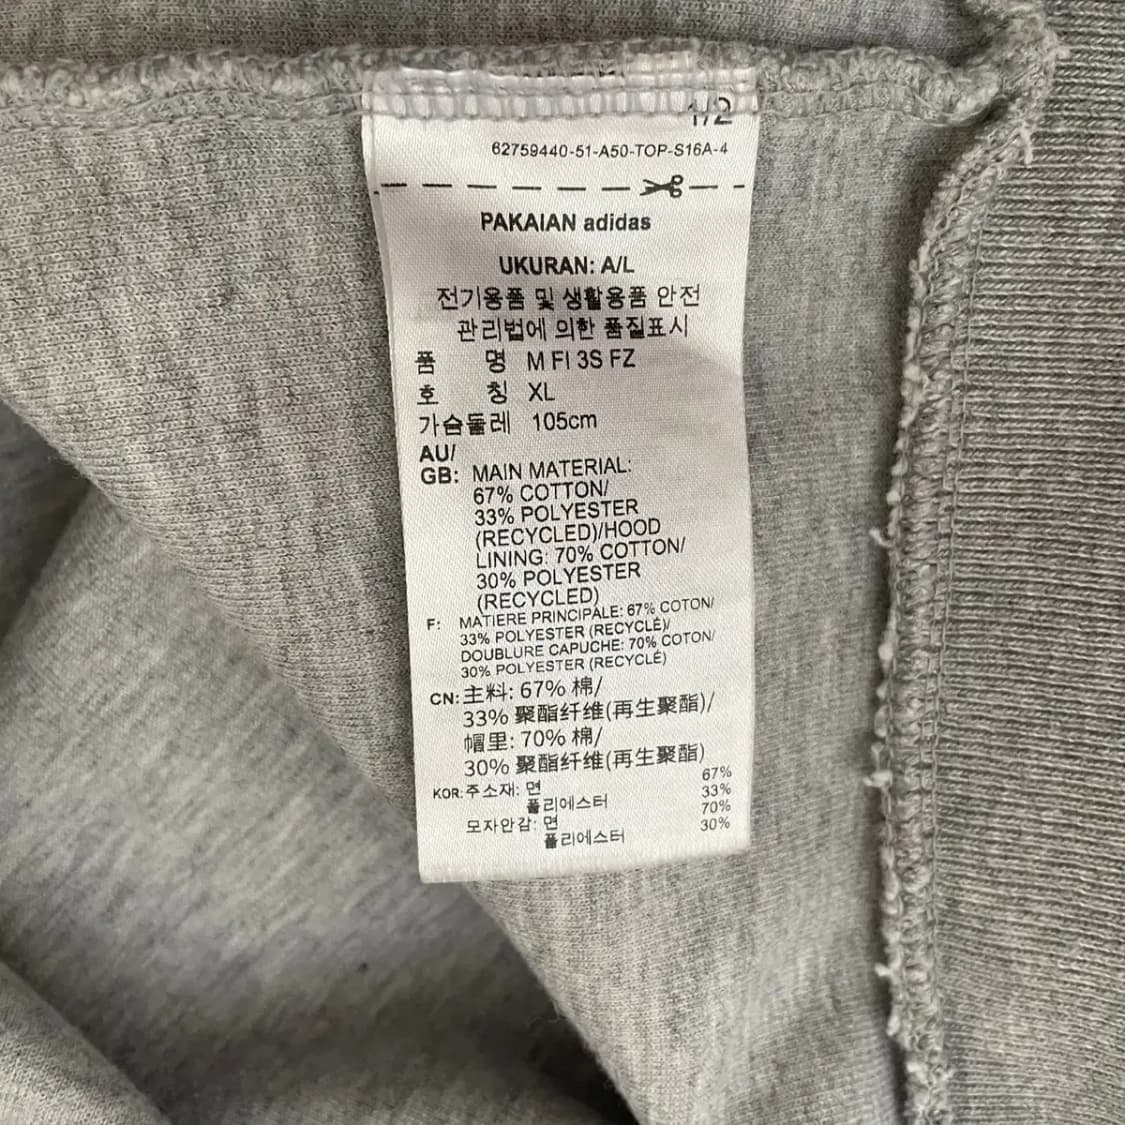 1/2
62759440-51-A50-TOP-S16A-4
PAKAIAN adidas
UKURAN: A/L
전기용품 및 생활용품 안전
관리법에 의한 품질표시
품 명 M FI 3S FZ
호 칭 XL
가슴둘레 105cm
AU/
GB: MAIN MATERIAL:
67% COTTON/
33% POLYESTER
(RECYCLED)/HOOD
LINING: 70% COTTON/
30% POLYESTER
(RECYCLED)
F: MATIERE PRINCIPALE: 67% COTON/
33% POLYESTER (RECYCLÉ)/
DOUBLURE CAPUCHE: 70% COTON/
30% POLYESTER (RECYCLÉ)
CN: 主料: 67% 棉/
33% 聚酯纤维(再生聚酯)/
帽里: 70% 棉/
30% 聚酯纤维(再生聚酯)
KOR: 주소재: 면 67%
폴리에스터 33%
모자안감: 면 70%
폴리에스터 30%